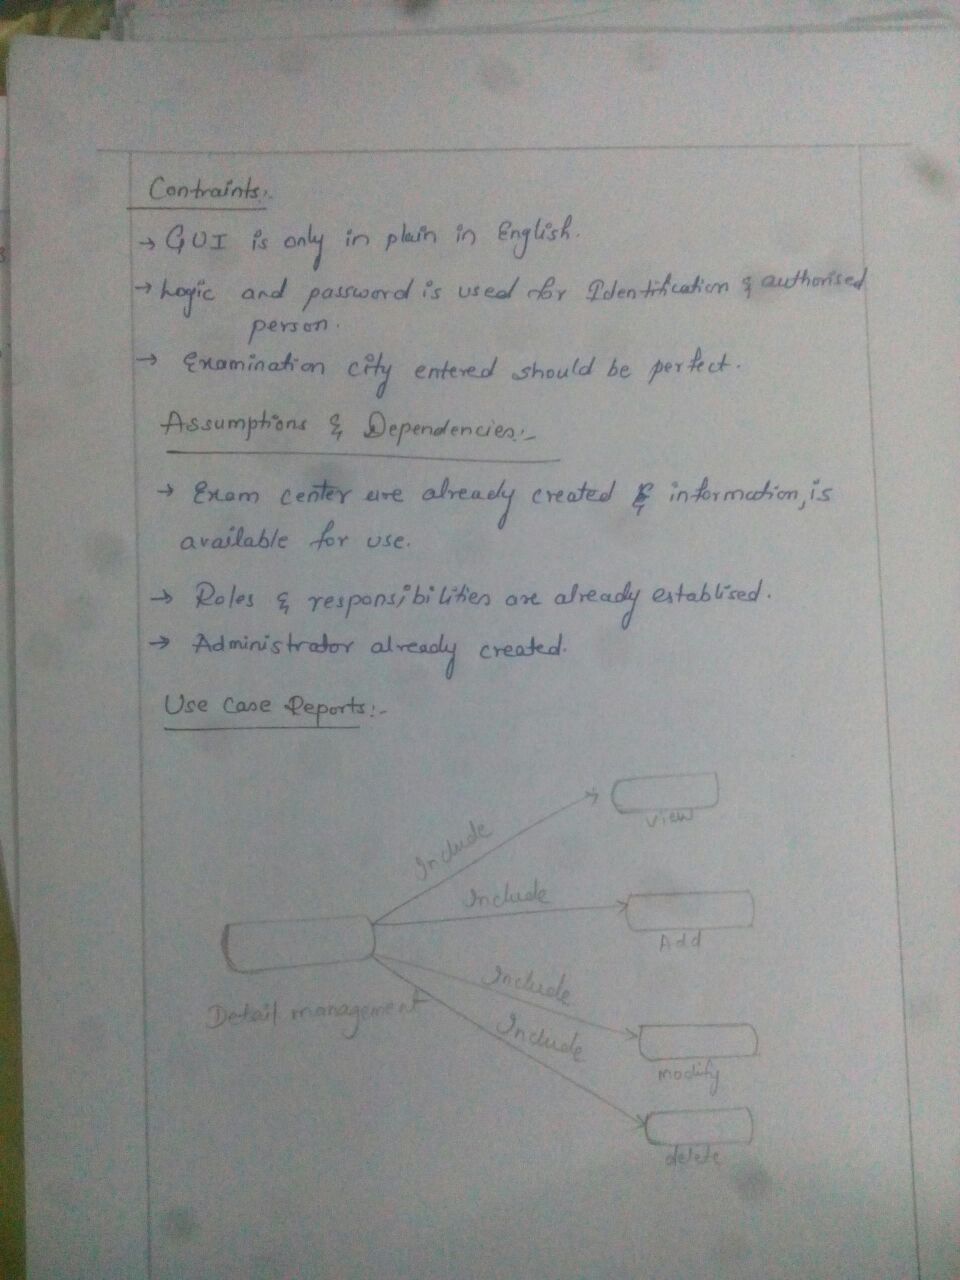 Contraints:-
→ GUI is only in plain in English.
→ Logic and password is used for Identification & authorised
person.
→ Examination city entered should be perfect.
Assumptions & Dependencies:-
→ Exam center are already created & information, is
available for use.
→ Roles & responsibilities are already establised.
→ Administrator already created.
Use Case Reports:-
view
Include
Include
Add
Include
Detail management
Include
modify
delete